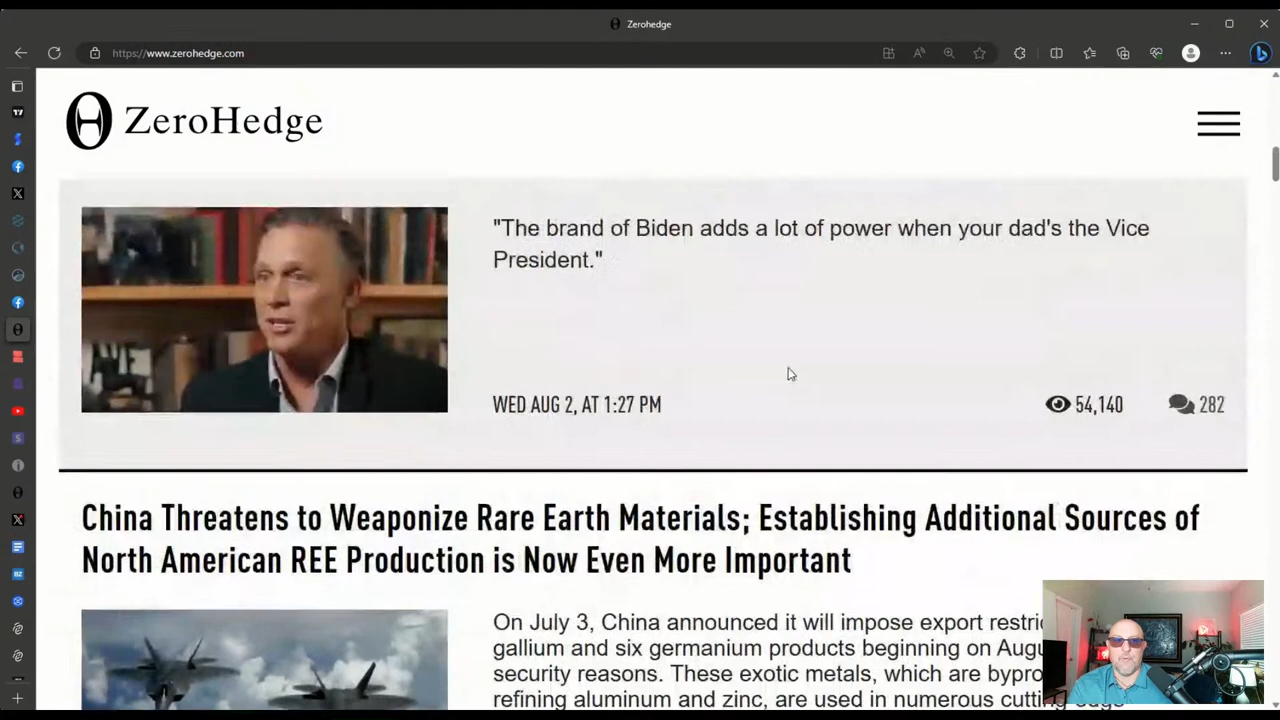 Zerohedge
https://www.zerohedge.com
ZeroHedge
"The brand of Biden adds a lot of power when your dad's the Vice
President."
WED AUG 2, AT 1:27 PM
54,140
282
China Threatens to Weaponize Rare Earth Materials; Establishing Additional Sources of
North American REE Production is Now Even More Important
On July 3, China announced it will impose export restri
gallium and six germanium products beginning on Augu
security reasons. These exotic metals, which are bypro
refining aluminum and zinc, are used in numerous cutting edge